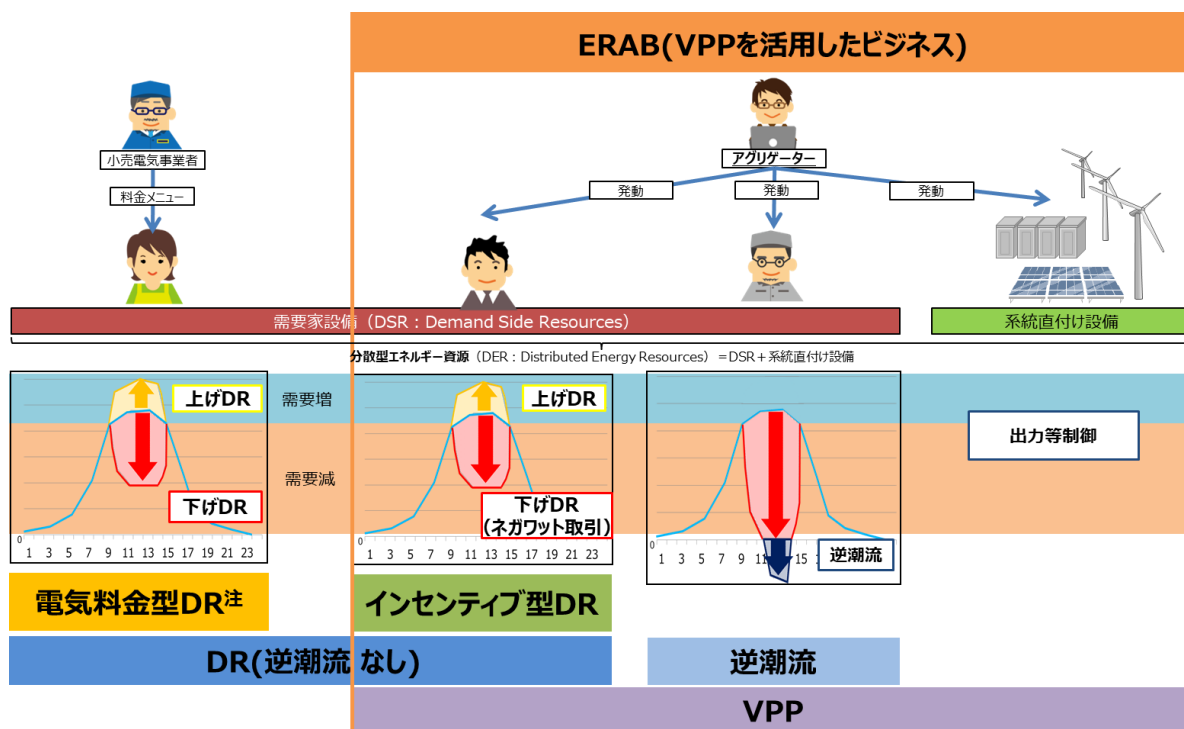 ERAB(VPPを活用したビジネス)
小売電気事業者
料金メニュー
アグリゲーター
発動
発動
発動
需要家設備（DSR：Demand Side Resources）
系統直付け設備
分散型エネルギー資源（DER：Distributed Energy Resources）＝DSR＋系統直付け設備
上げDR
需要増
需要減
下げDR
0
1 3 5 7 9 11 13 15 17 19 21 23
上げDR
下げDR
(ネガワット取引)
0
1 3 5 7 9 11 13 15 17 19 21 23
0
1 3 5 7 9 11 15
逆潮流
出力等制御
電気料金型DR注
インセンティブ型DR
DR(逆潮流 なし)
逆潮流
VPP